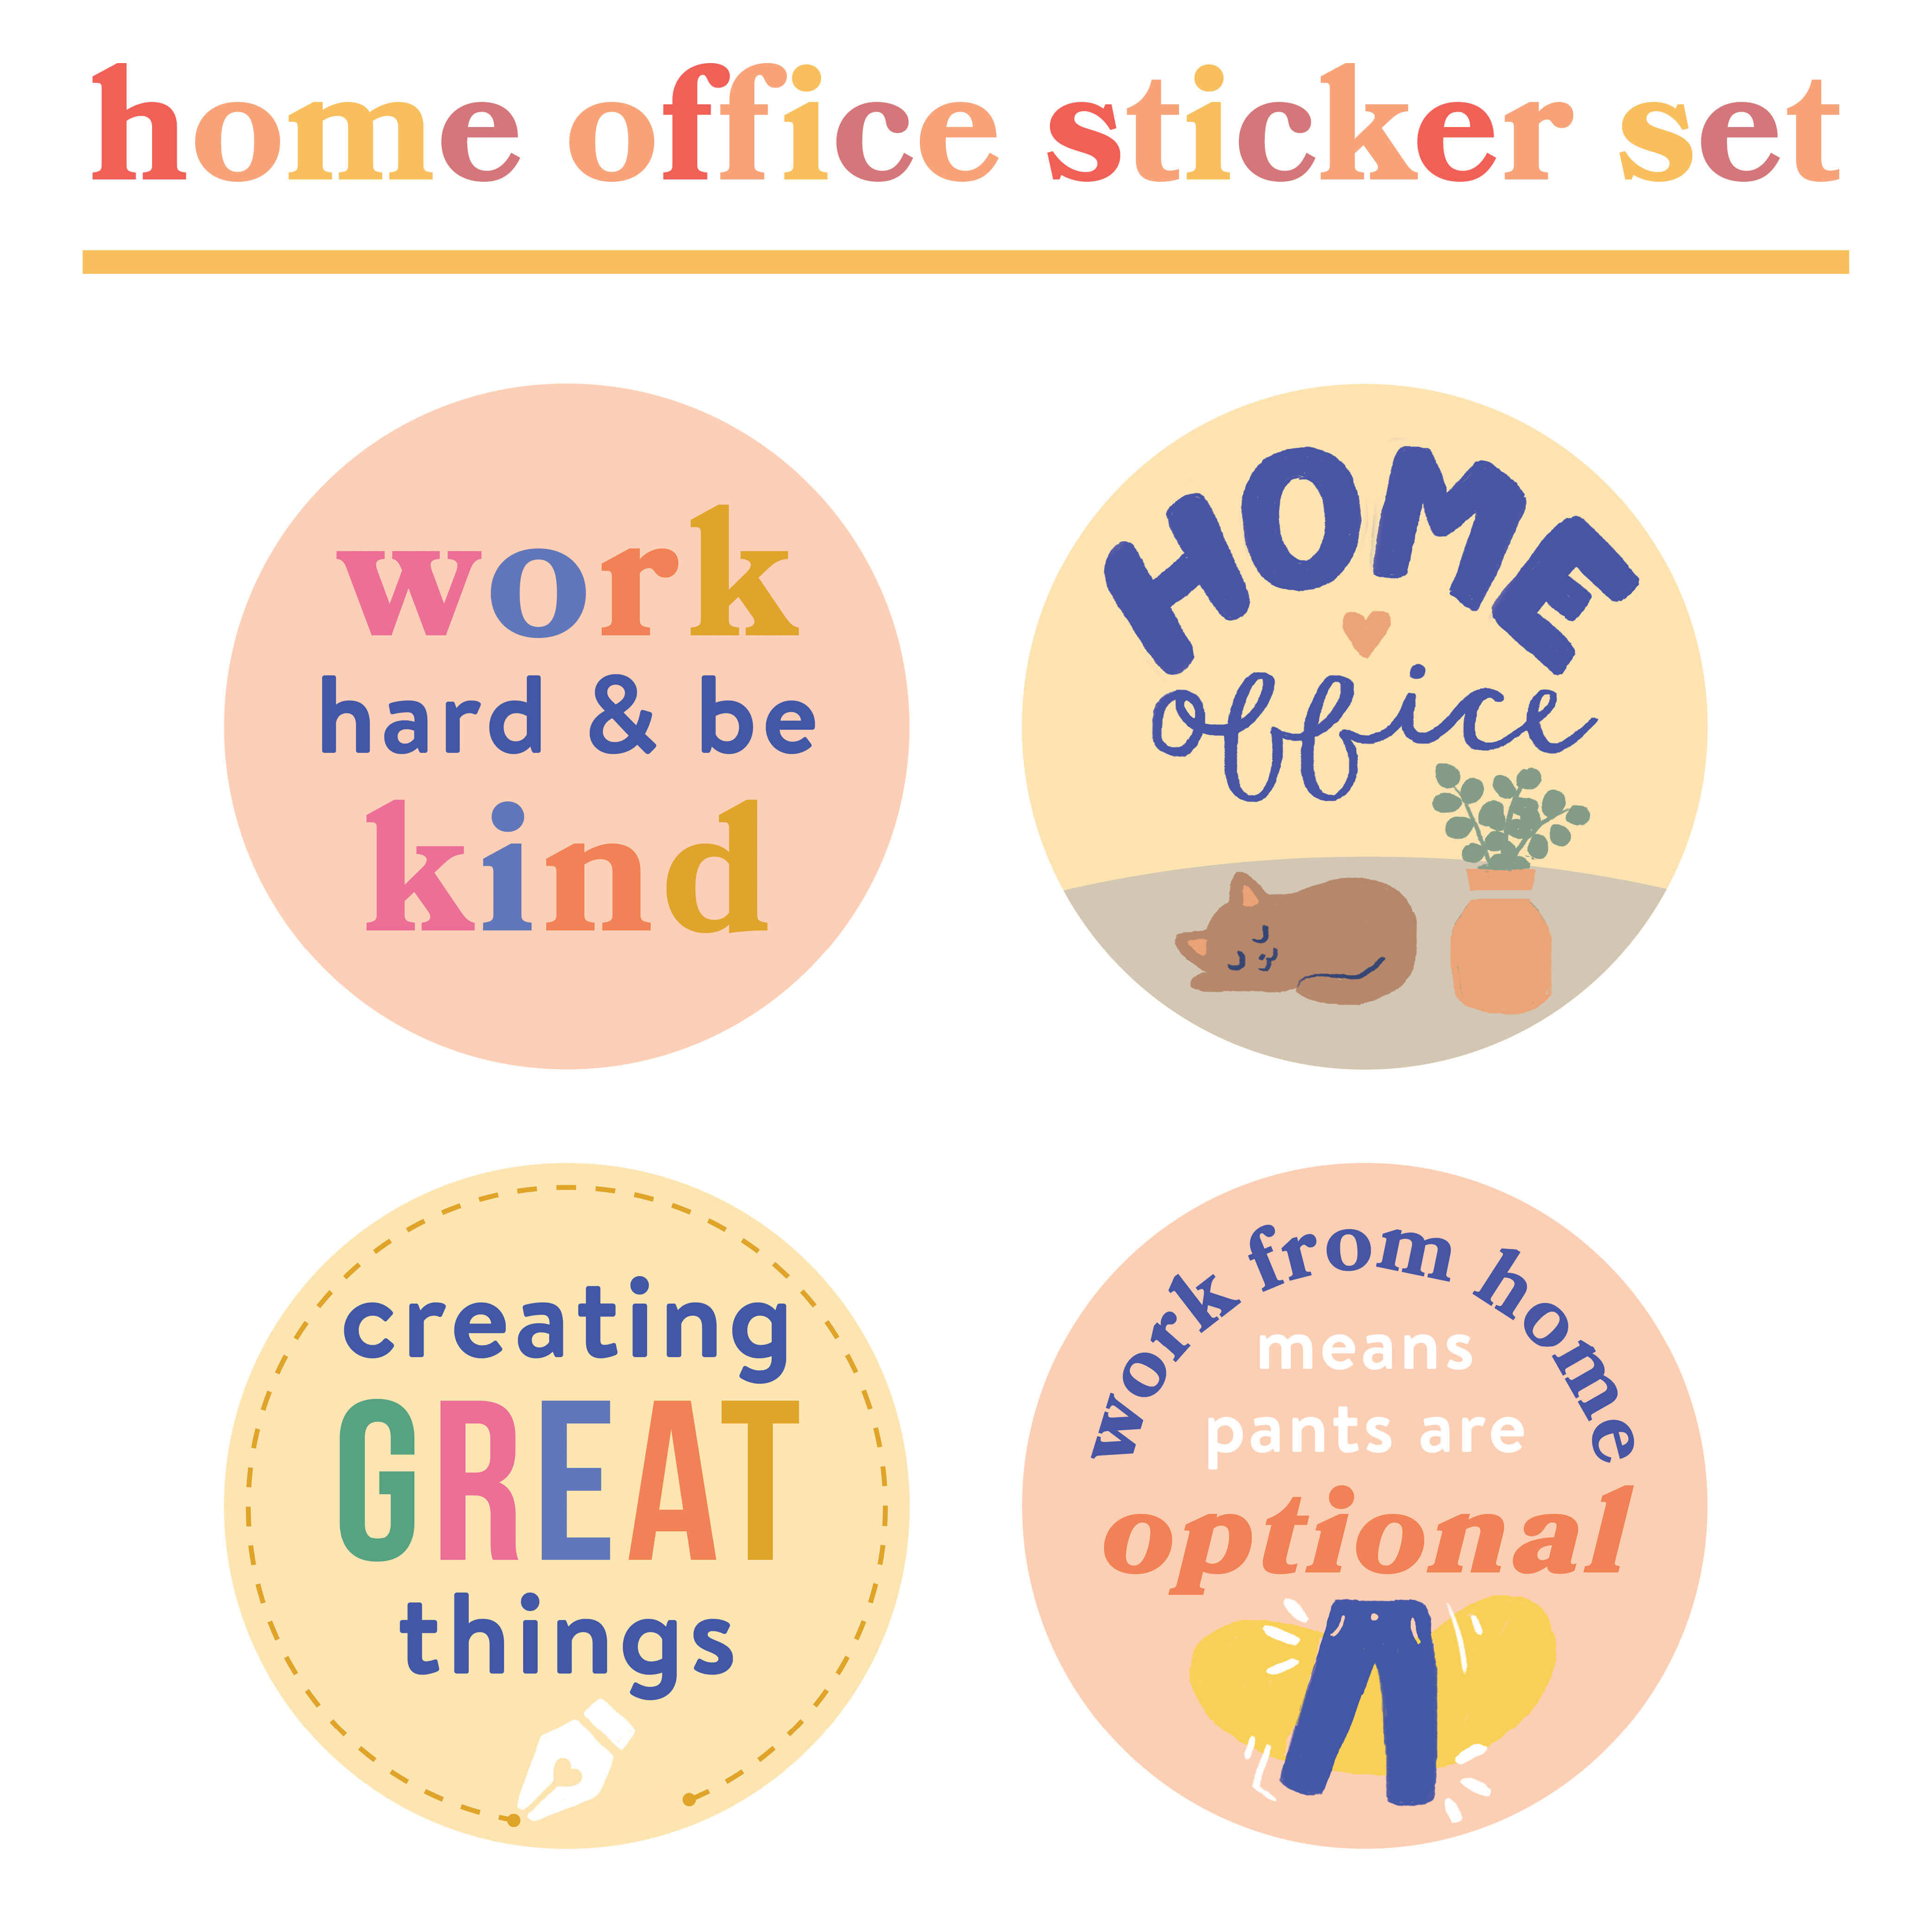 home office sticker set
work
hard & be
kind
HOME
office
creating
GREAT
things
work from home
means
pants are
optional